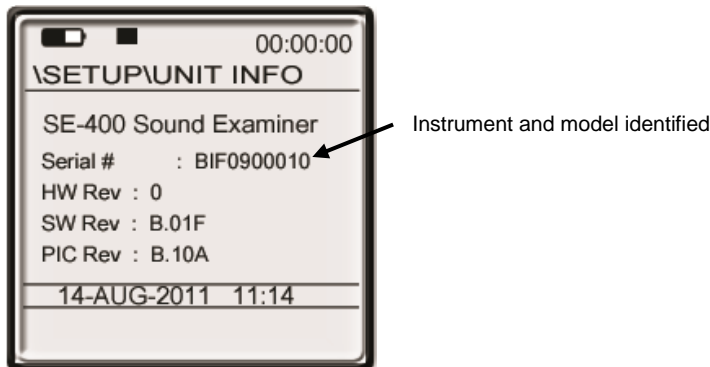 00:00:00
\SETUP\UNIT INFO
SE-400 Sound Examiner
Instrument and model identified
Serial # : BIF0900010
HW Rev : 0
SW Rev : B.01F
PIC Rev : B.10A
14-AUG-2011 11:14